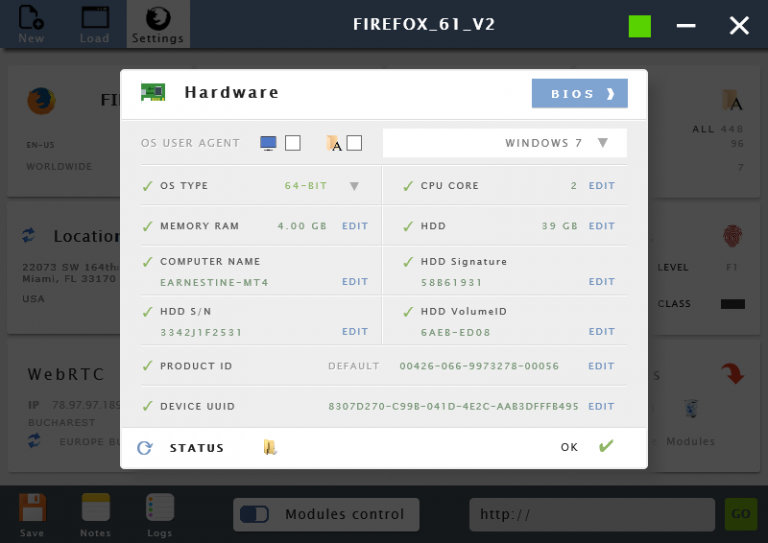 New
Load
Settings
FIREFOX_61_V2
FI
EN-US
WORLDWIDE
A
ALL 448
96
7
Hardware
BIOS
OS USER AGENT
A
WINDOWS 7
OS TYPE 64-BIT
CPU CORE 2 EDIT
MEMORY RAM 4.00 GB EDIT
HDD 39 GB EDIT
COMPUTER NAME
EARNESTINE-MT4 EDIT
HDD Signature
58B61931 EDIT
HDD S/N
3342J1F2S31 EDIT
HDD VolumeID
6AEB-ED08 EDIT
PRODUCT ID DEFAULT 00426-066-9973278-00056 EDIT
DEVICE UUID 8307D270-C99B-041D-4E2C-AAB3DFFFB495 EDIT
STATUS
OK
Location
22073 SW 164th
Miami, FL 33170
USA
LEVEL F1
CLASS
WebRTC
IP 78.97.97.189
BUCHAREST
EUROPE BU
S
Modules
Save
Notes
Logs
Modules control
http://
GO